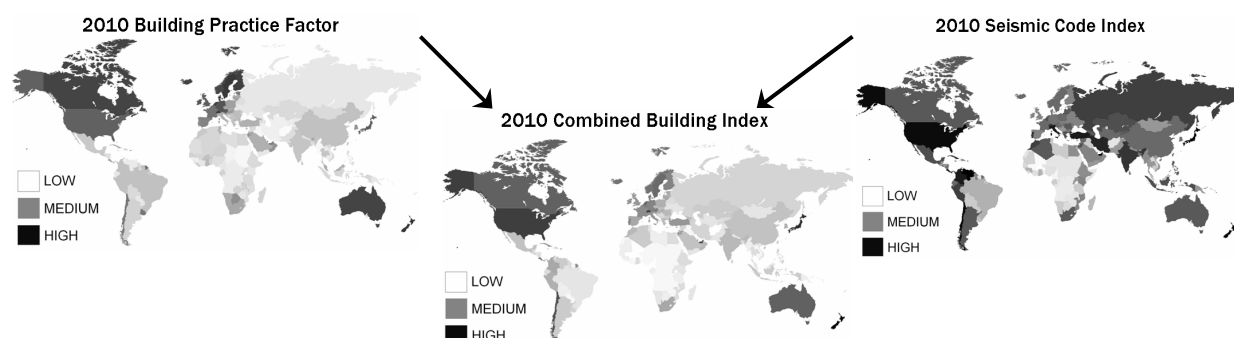 2010 Building Practice Factor
LOW
MEDIUM
HIGH
2010 Combined Building Index
LOW
MEDIUM
HIGH
2010 Seismic Code Index
LOW
MEDIUM
HIGH